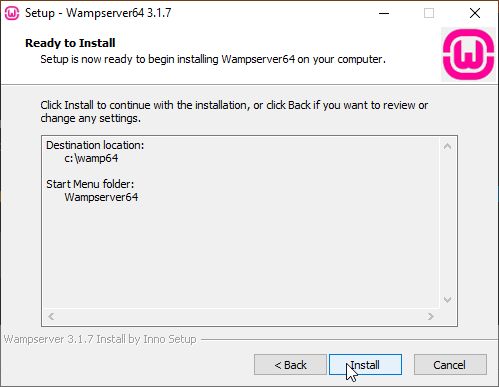 Setup - Wampserver64 3.1.7
Ready to Install
Setup is now ready to begin installing Wampserver64 on your computer.
Click Install to continue with the installation, or click Back if you want to review or
change any settings.
Destination location:
c:\wamp64
Start Menu folder:
Wampserver64
Wampserver 3.1.7 Install by Inno Setup
< Back
Install
Cancel